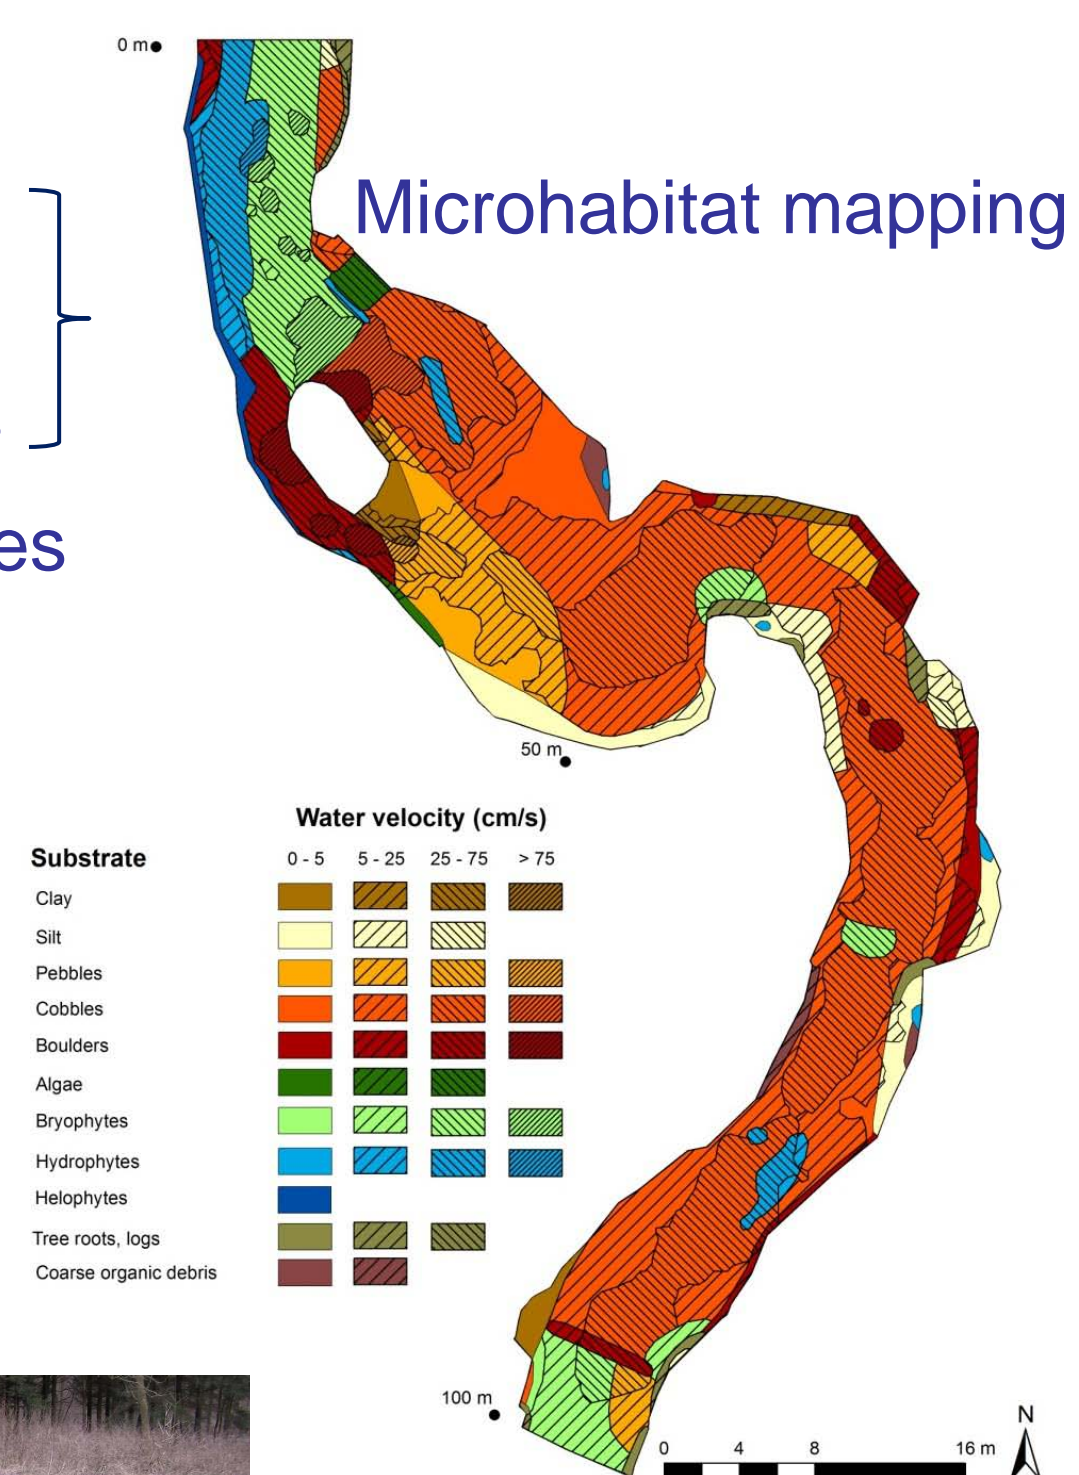 0 m
Microhabitat mapping
es
50 m
Water velocity (cm/s)
Substrate 0 - 5 5 - 25 25 - 75 > 75
Clay
Silt
Pebbles
Cobbles
Boulders
Algae
Bryophytes
Hydrophytes
Helophytes
Tree roots, logs
Coarse organic debris
100 m
N
0 4 8 16 m